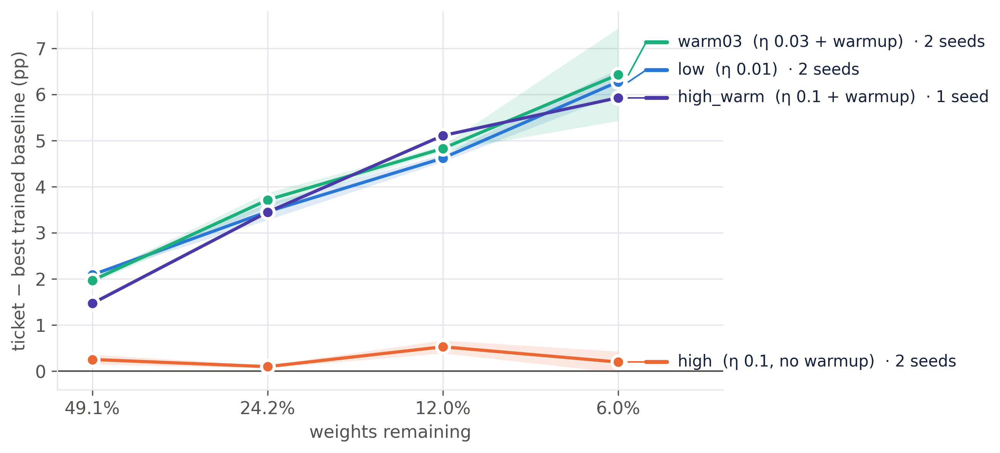 ticket − best trained baseline (pp)
7
6
5
4
3
2
1
0
warm03 (η 0.03 + warmup) · 2 seeds
low (η 0.01) · 2 seeds
high_warm (η 0.1 + warmup) · 1 seed
high (η 0.1, no warmup) · 2 seeds
49.1% 24.2% 12.0% 6.0%
weights remaining